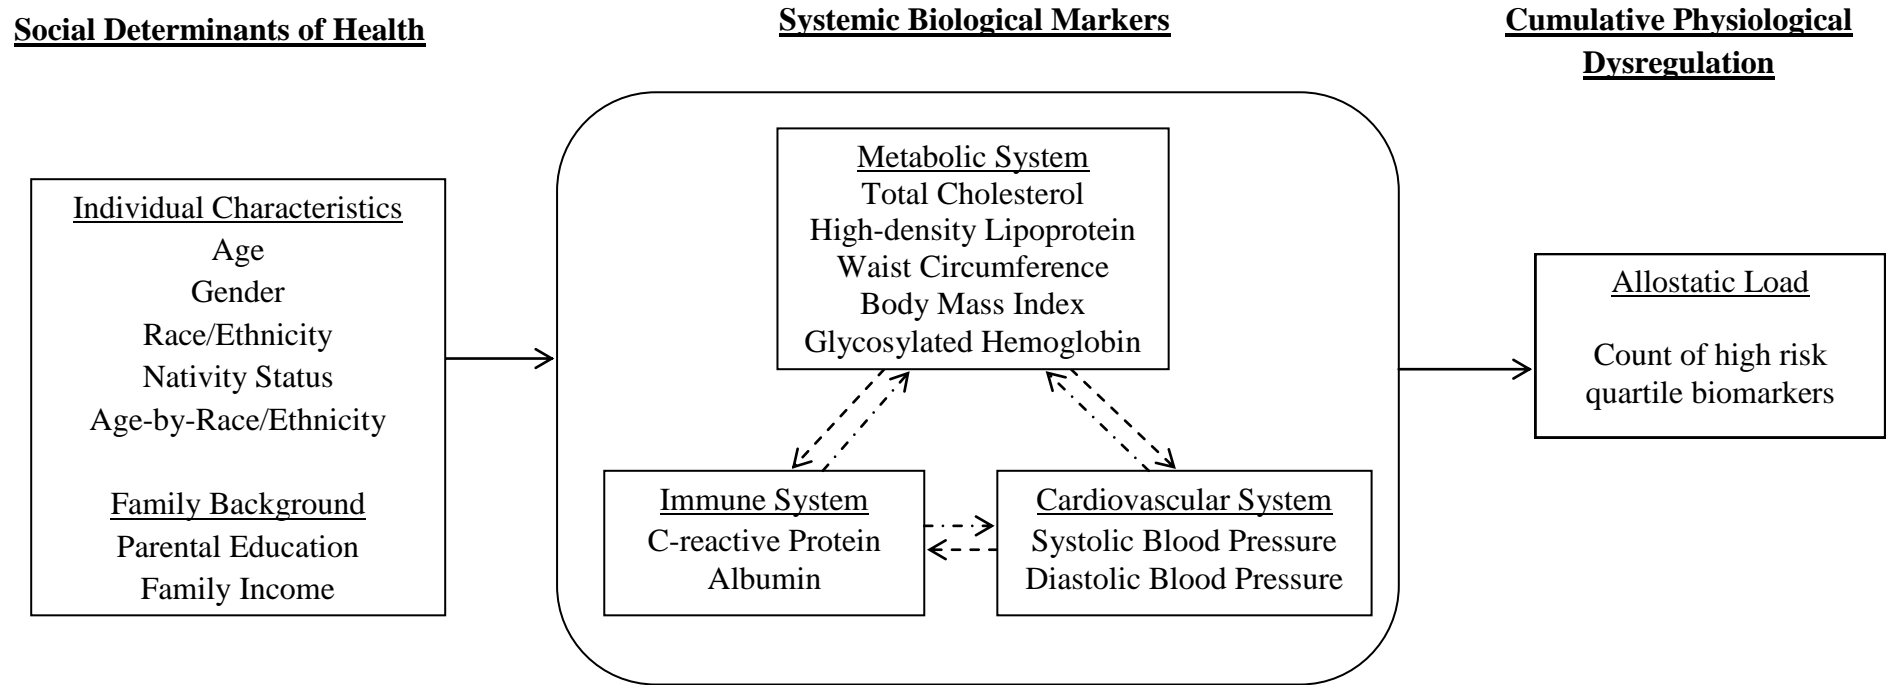 Social Determinants of Health
Individual Characteristics
Age
Gender
Race/Ethnicity
Nativity Status
Age-by-Race/Ethnicity
Family Background
Parental Education
Family Income
Systemic Biological Markers
Metabolic System
Total Cholesterol
High-density Lipoprotein
Waist Circumference
Body Mass Index
Glycosylated Hemoglobin
Immune System
C-reactive Protein
Albumin
Cardiovascular System
Systolic Blood Pressure
Diastolic Blood Pressure
Cumulative Physiological
Dysregulation
Allostatic Load
Count of high risk
quartile biomarkers